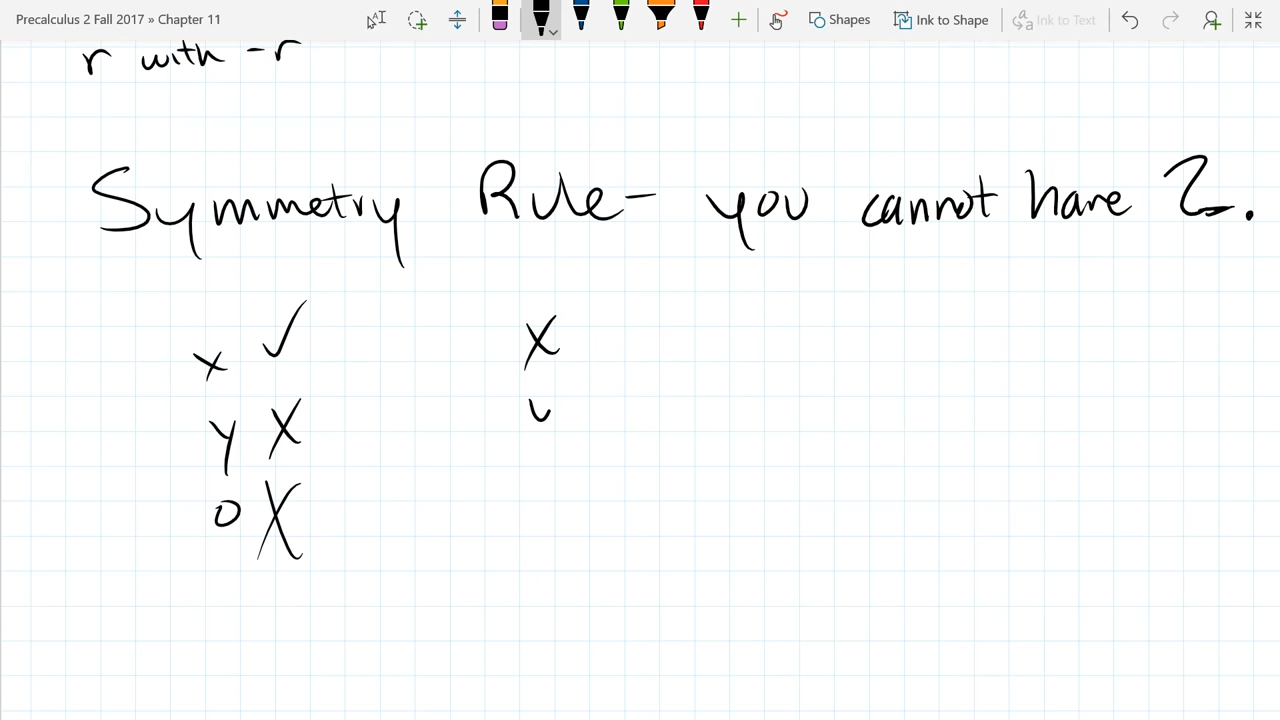 Precalculus 2 Fall 2017 » Chapter 11
Shapes
Ink to Shape
Ink to Text
r with -r
Symmetry Rule - you cannot have 2.
x ✓ X
y X
o X